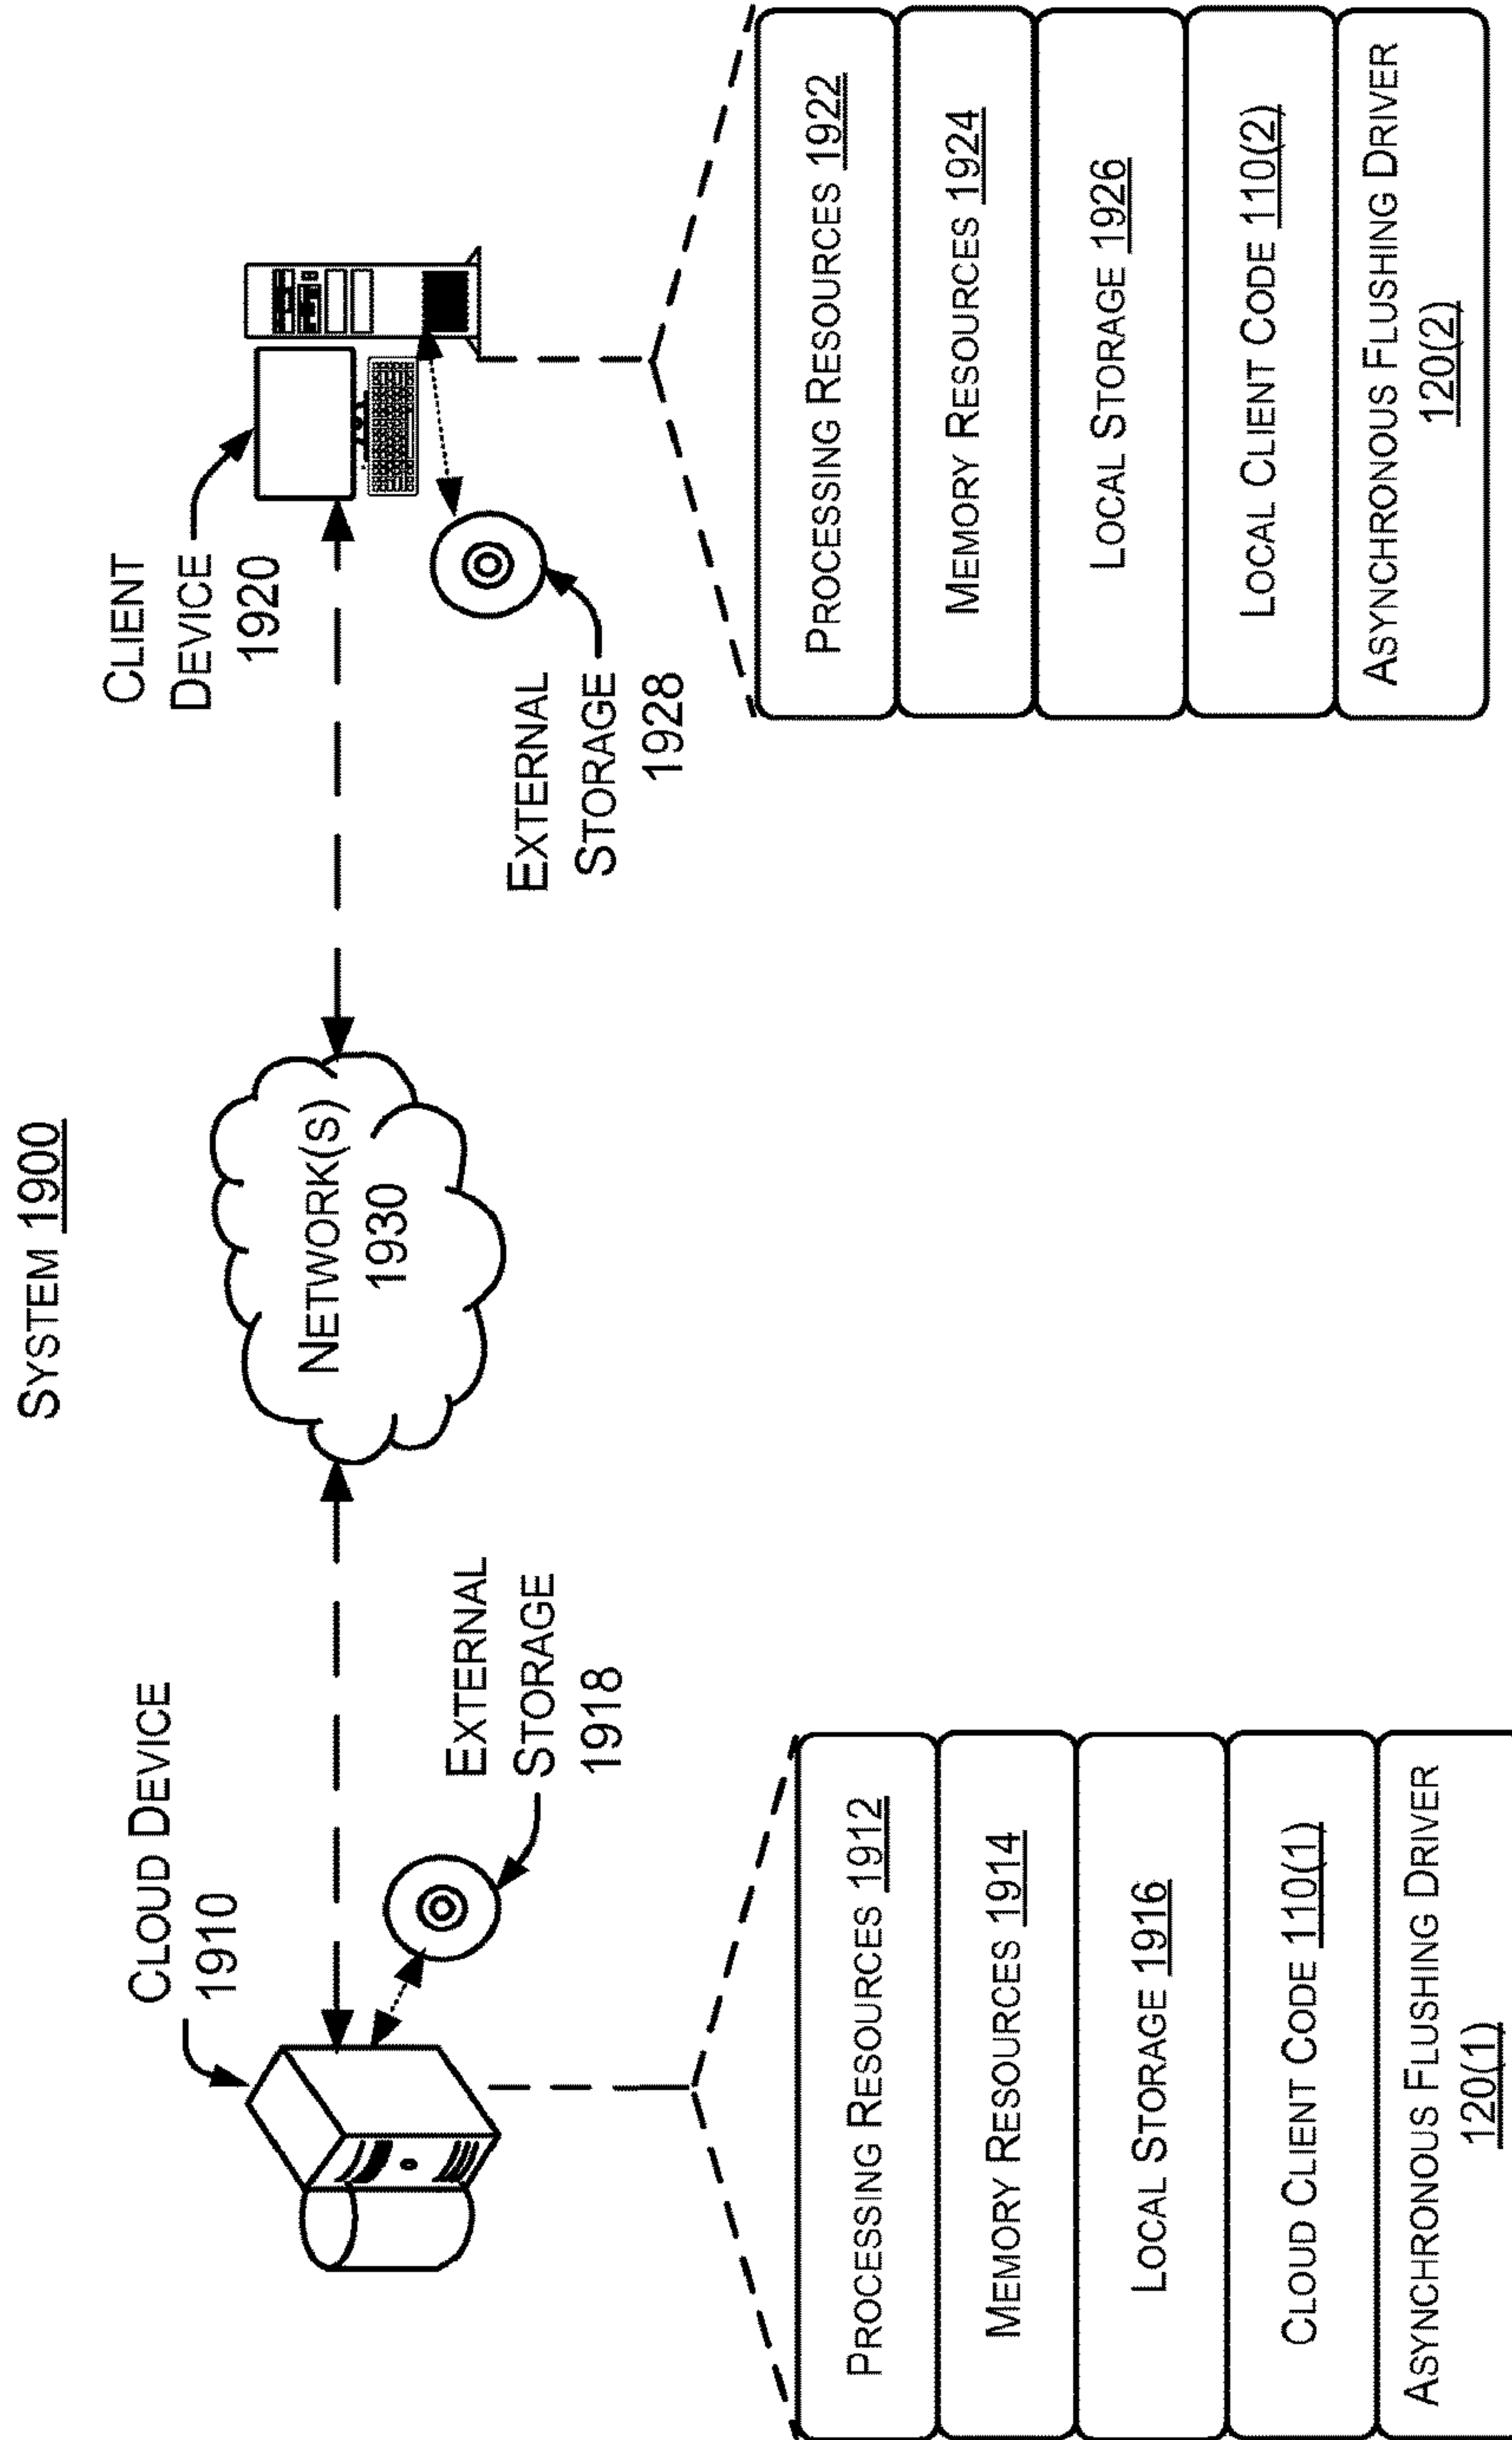 SYSTEM 1900
CLOUD DEVICE
1910
EXTERNAL
STORAGE
1918
NETWORK(S)
1930
CLIENT
DEVICE
1920
EXTERNAL
STORAGE
1928
PROCESSING RESOURCES 1912
MEMORY RESOURCES 1914
LOCAL STORAGE 1916
CLOUD CLIENT CODE 110(1)
ASYNCHRONOUS FLUSHING DRIVER
120(1)
PROCESSING RESOURCES 1922
MEMORY RESOURCES 1924
LOCAL STORAGE 1926
LOCAL CLIENT CODE 110(2)
ASYNCHRONOUS FLUSHING DRIVER
120(2)